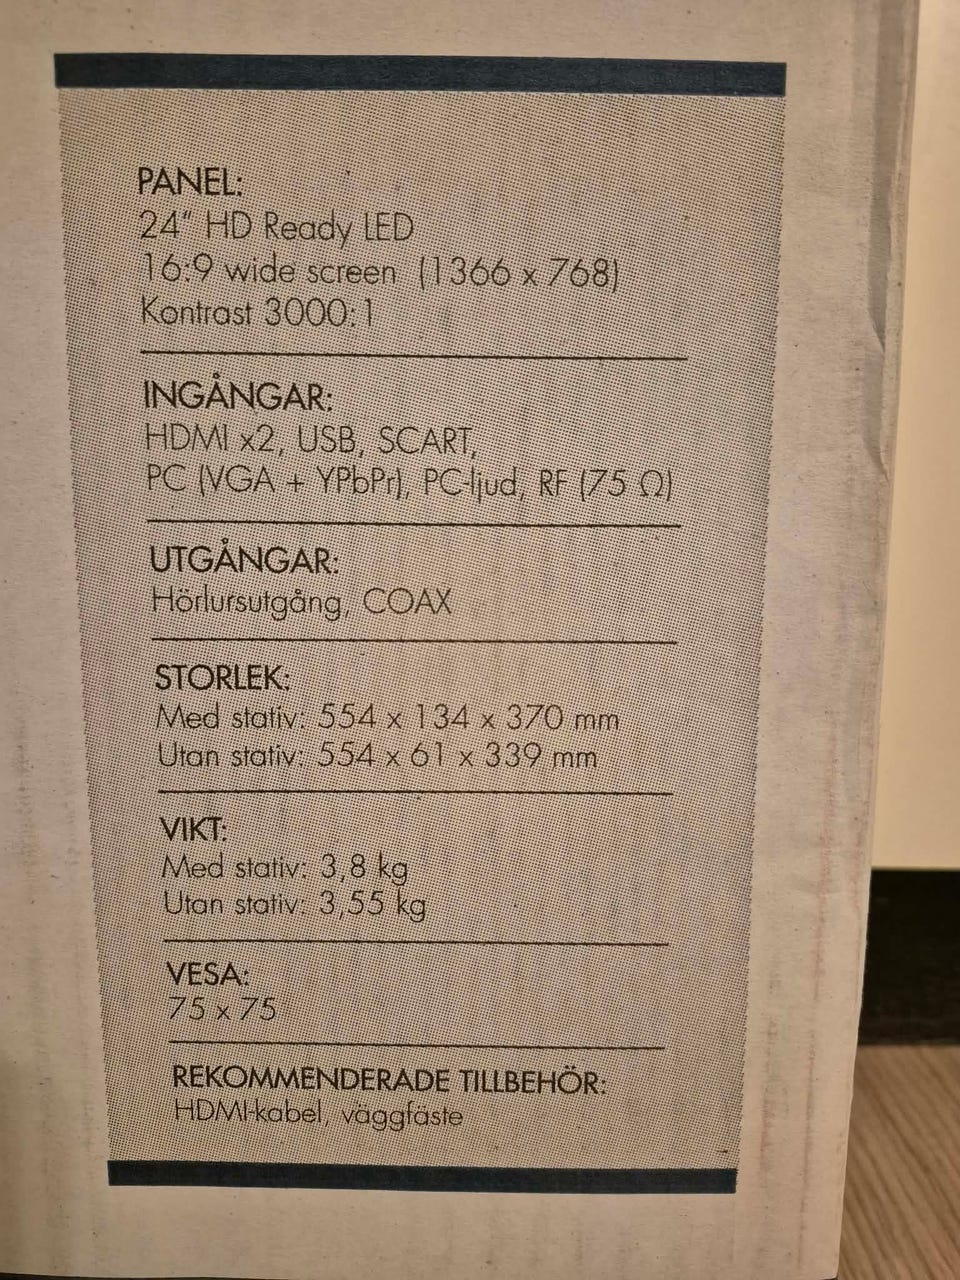 PANEL:
24" HD Ready LED
16:9 wide screen (1366 x 768)
Kontrast 3000:1
INGÅNGAR:
HDMI x2, USB, SCART,
PC (VGA + YPbPr), PC-ljud, RF (75 Ω)
UTGÅNGAR:
Hörlursutgång, COAX
STORLEK:
Med stativ: 554 x 134 x 370 mm
Utan stativ: 554 x 61 x 339 mm
VIKT:
Med stativ: 3,8 kg
Utan stativ: 3,55 kg
VESA:
75 x 75
REKOMMENDERADE TILLBEHÖR:
HDMI-kabel, väggfäste